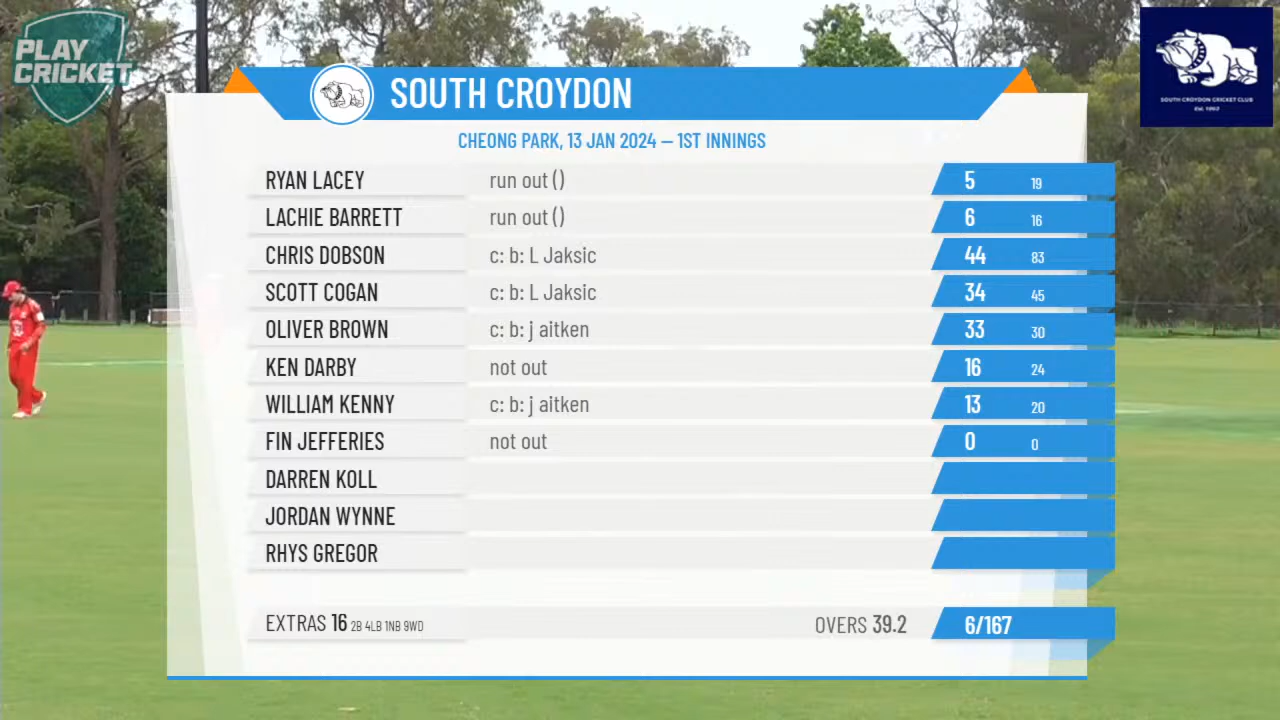 PLAY
CRICKET
SOUTH CROYDON CRICKET CLUB
SOUTH CROYDON
CHEONG PARK, 13 JAN 2024 – 1ST INNINGS
RYAN LACEY run out () 5 19
LACHIE BARRETT run out () 6 16
CHRIS DOBSON c: b: L Jaksic 44 83
SCOTT COGAN c: b: L Jaksic 34 45
OLIVER BROWN c: b: j aitken 33 30
KEN DARBY not out 16 24
WILLIAM KENNY c: b: j aitken 13 20
FIN JEFFERIES not out 0 0
DARREN KOLL
JORDAN WYNNE
RHYS GREGOR
EXTRAS 16 2B 4LB 1NB 9WD OVERS 39.2 6/167